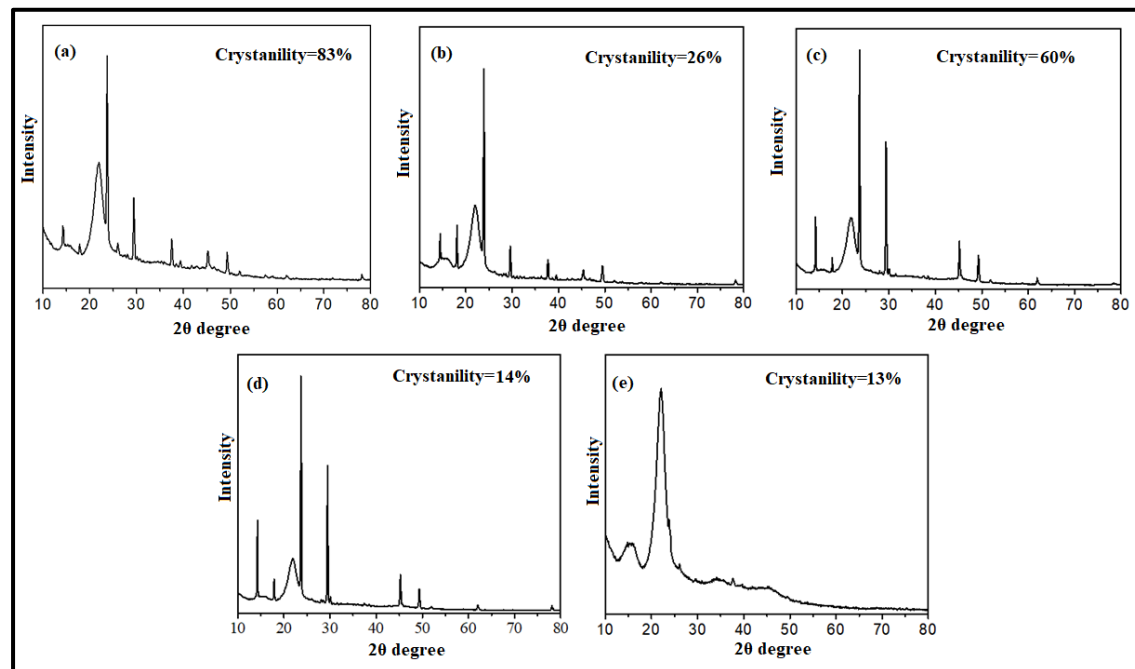 (a)
Crystanility=83%
Intensity
10 20 30 40 50 60 70 80
2θ degree
(b)
Crystanility=26%
Intensity
10 20 30 40 50 60 70 80
2θ degree
(c)
Crystanility=60%
Intensity
10 20 30 40 50 60 70 80
2θ degree
(d)
Crystanility=14%
Intensity
10 20 30 40 50 60 70 80
2θ degree
(e)
Crystanility=13%
Intensity
10 20 30 40 50 60 70 80
2θ degree